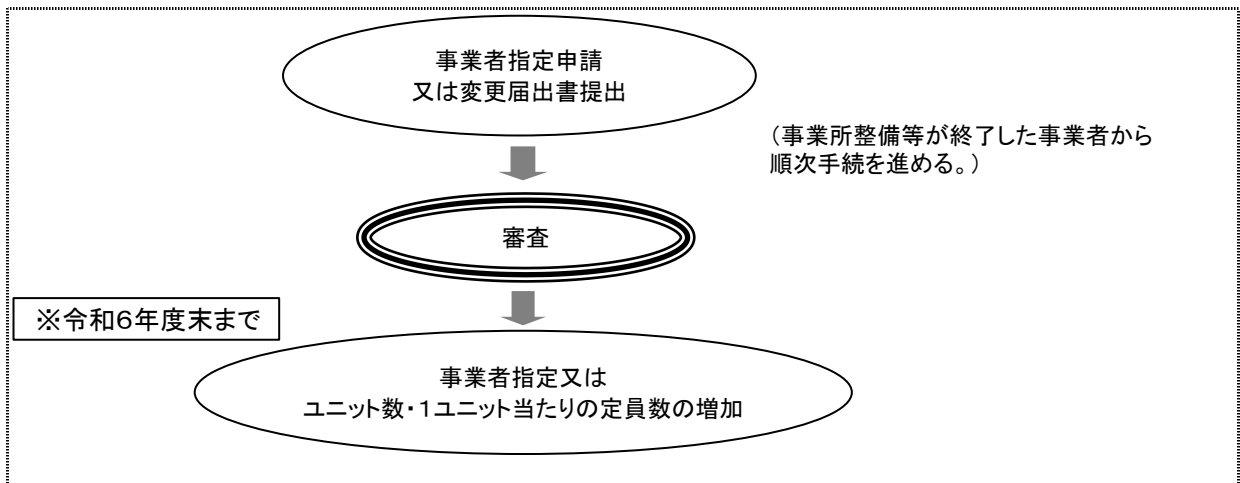 事業者指定申請
又は変更届出書提出
(事業所整備等が終了した事業者から
順次手続を進める。)
審査
※令和6年度末まで
事業者指定又は
ユニット数・1ユニット当たりの定員数の増加